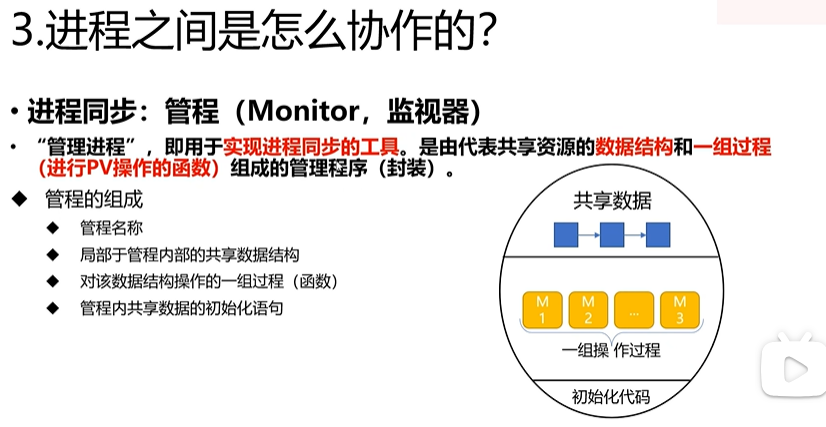 3.进程之间是怎么协作的？
• 进程同步：管程（Monitor，监视器）
• “管理进程”，即用于实现进程同步的工具。是由代表共享资源的数据结构和一组过程
（进行PV操作的函数）组成的管理程序（封装）。
◆ 管程的组成
◆ 管程名称
◆ 局部于管程内部的共享数据结构
◆ 对该数据结构操作的一组过程（函数）
◆ 管程内共享数据的初始化语句
共享数据
M
1
M
2
...
M
3
一组操 作过程
初始化代码